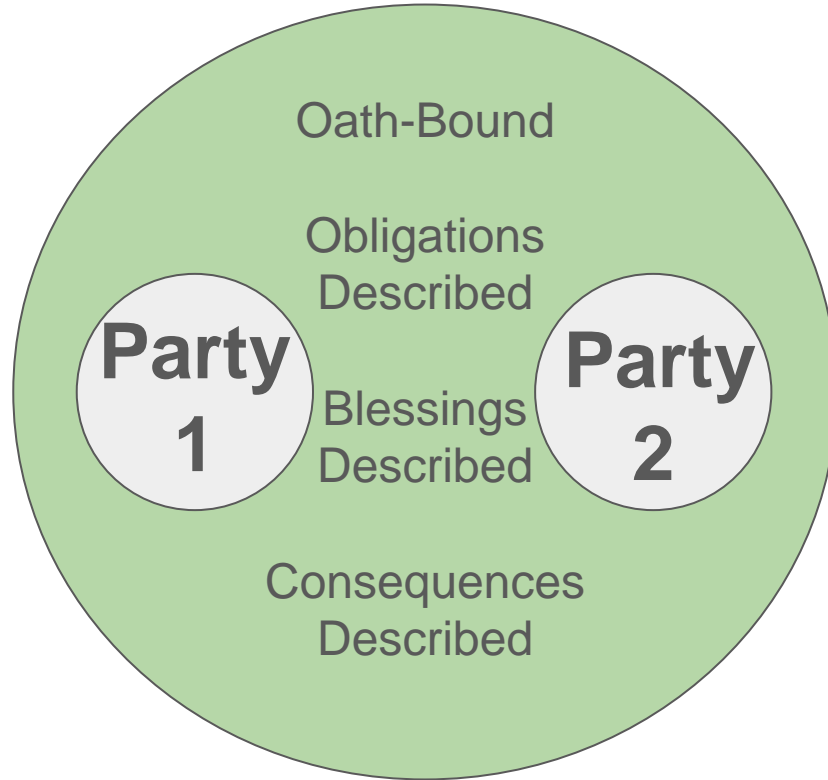 Oath-Bound
Obligations
Described
Party
1
Blessings
Described
Party
2
Consequences
Described